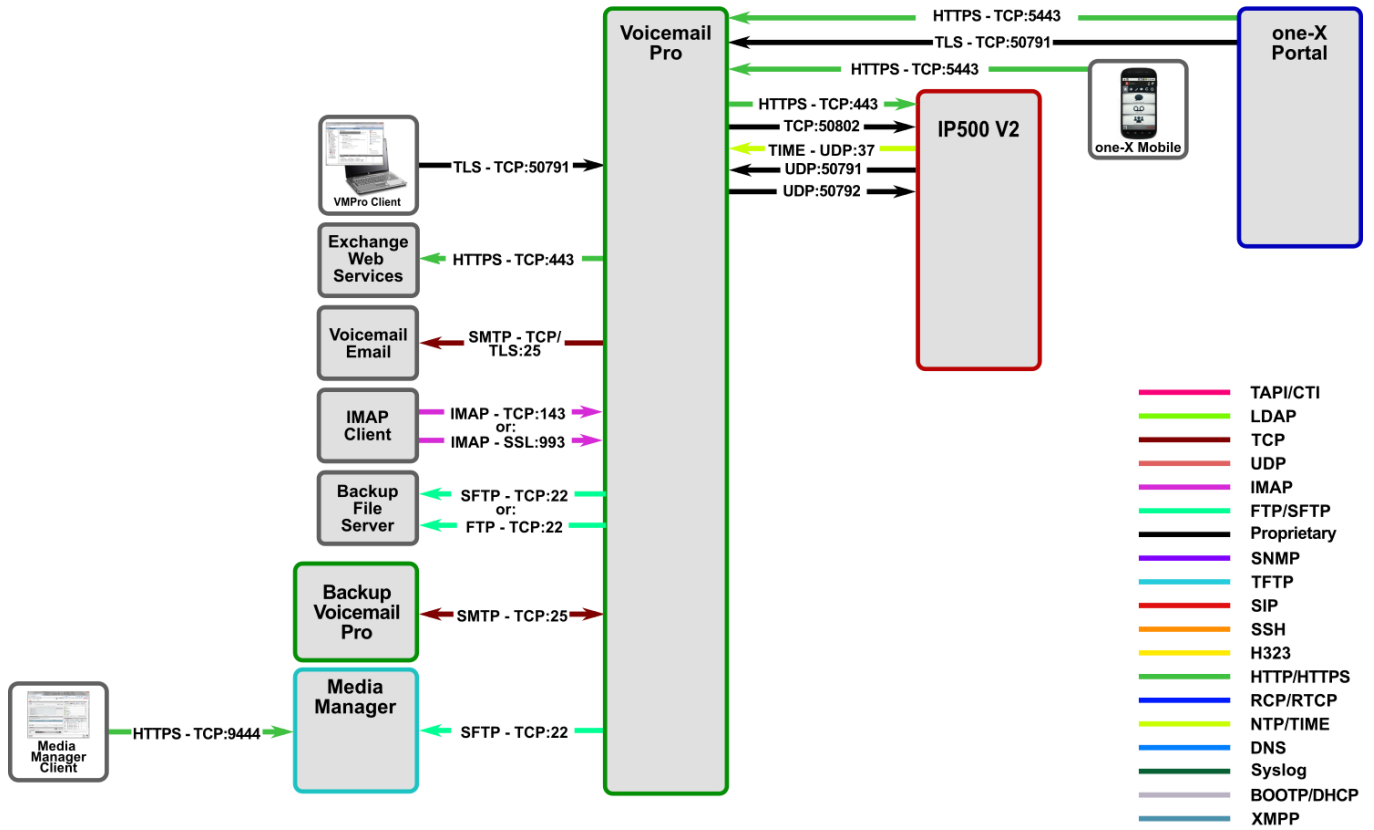 HTTPS - TCP:5443
TLS - TCP:50791
HTTPS - TCP:5443
Voicemail
Pro
one-X
Portal
one-X Mobile
HTTPS - TCP:443
TCP:50802
TIME - UDP:37
UDP:50791
UDP:50792
IP500 V2
VMPro Client
TLS - TCP:50791
Exchange
Web
Services
HTTPS - TCP:443
Voicemail
Email
SMTP - TCP/
TLS:25
IMAP
Client
IMAP - TCP:143
or:
IMAP - SSL:993
Backup
File
Server
SFTP - TCP:22
or:
FTP - TCP:22
Backup
Voicemail
Pro
SMTP - TCP:25
Media
Manager
SFTP - TCP:22
Media
Manager
Client
HTTPS - TCP:9444
TAPI/CTI
LDAP
TCP
UDP
IMAP
FTP/SFTP
Proprietary
SNMP
TFTP
SIP
SSH
H323
HTTP/HTTPS
RCP/RTCP
NTP/TIME
DNS
Syslog
BOOTP/DHCP
XMPP